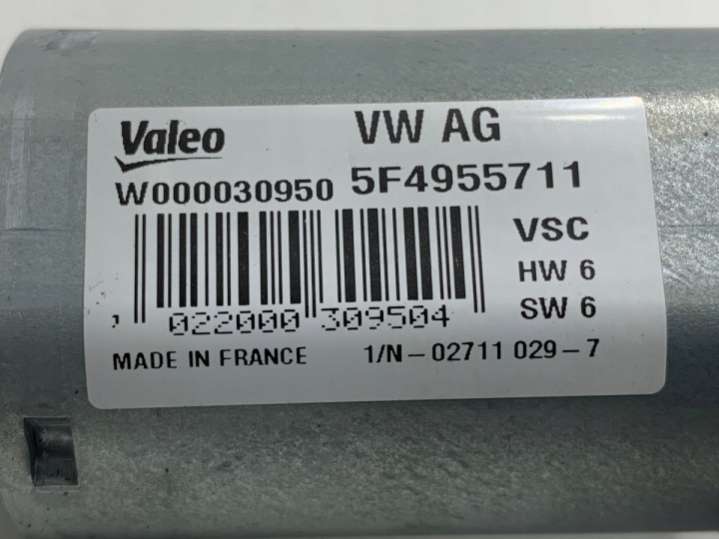 Valeo VW AG
W000030950 5F4955711
VSC
HW 6
SW 6
, 022000 309504
MADE IN FRANCE 1/N-02711 029-7